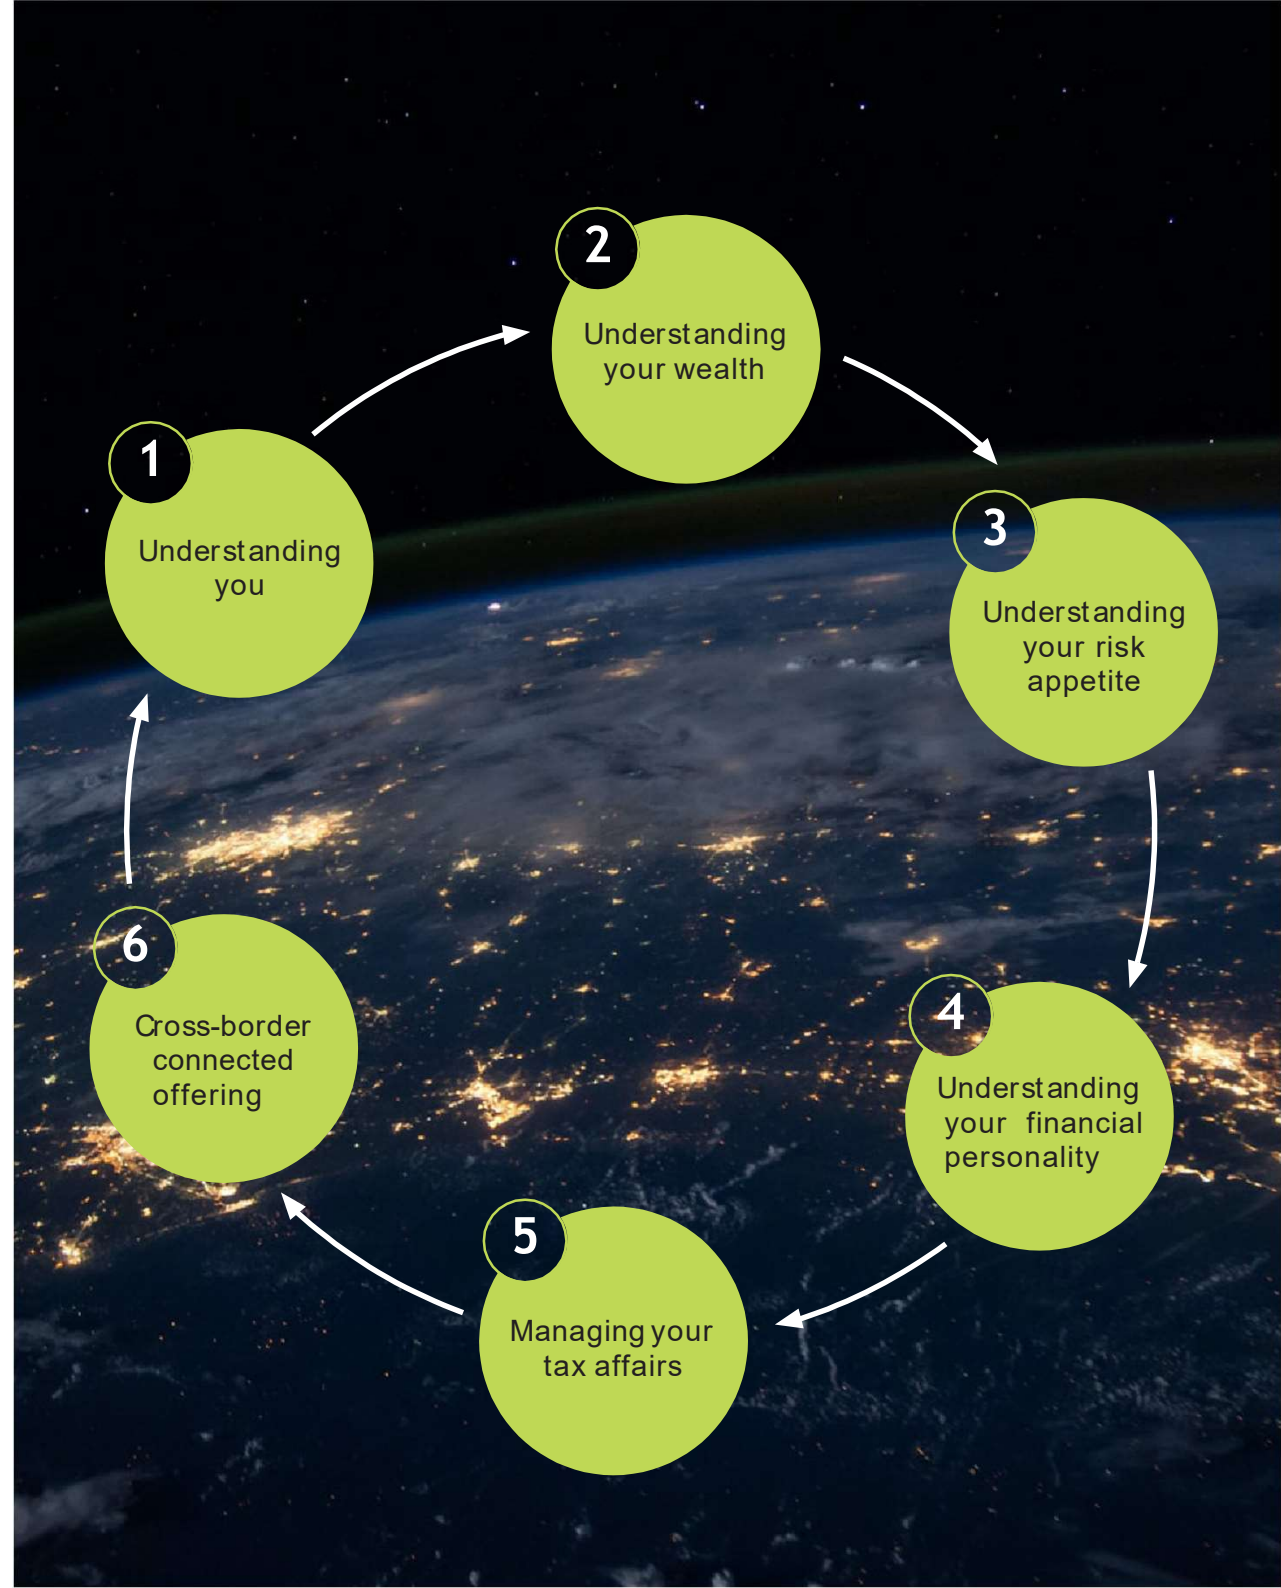 1
Understanding
you
2
Understanding
your wealth
3
Understanding
your risk
appetite
4
Understanding
your financial
personality
5
Managing your
tax affairs
6
Cross-border
connected
offering